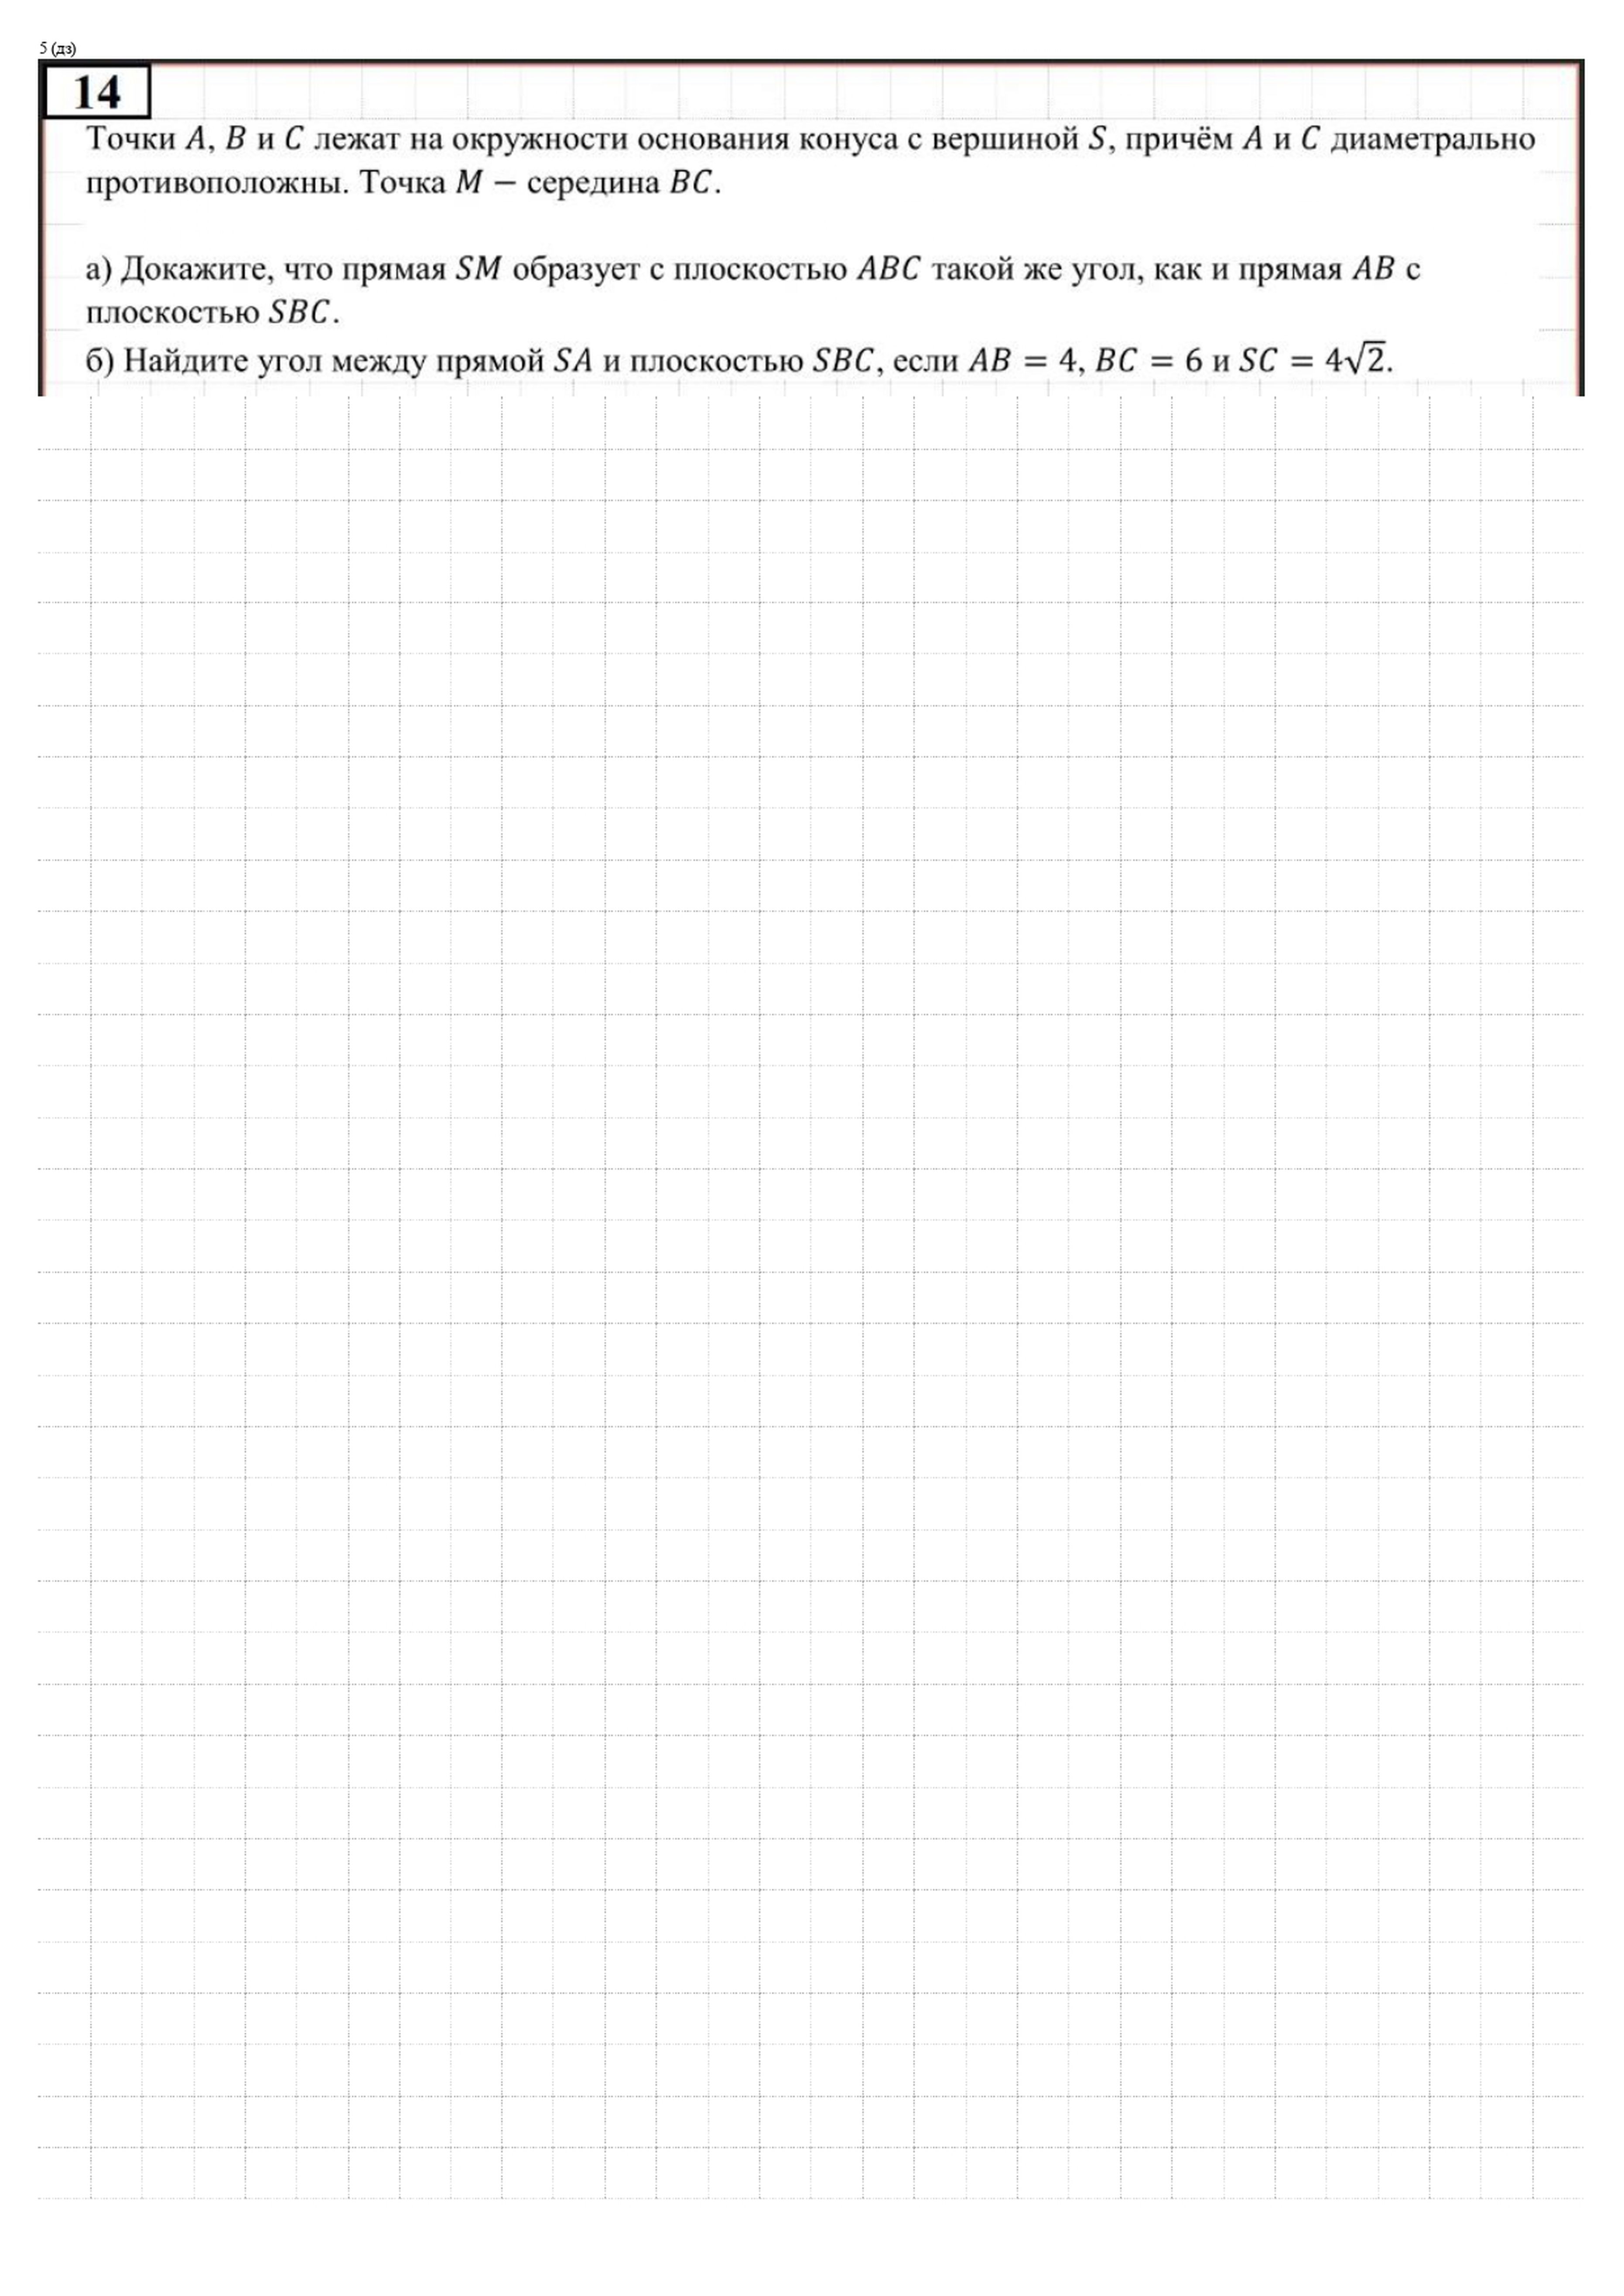 5 (дз)
14
Точки A, B и C лежат на окружности основания конуса с вершиной S, причём A и C диаметрально
противоположны. Точка M − середина BC.
а) Докажите, что прямая SM образует с плоскостью ABC такой же угол, как и прямая AB с
плоскостью SBC.
б) Найдите угол между прямой SA и плоскостью SBC, если AB = 4, BC = 6 и SC = 4√2.